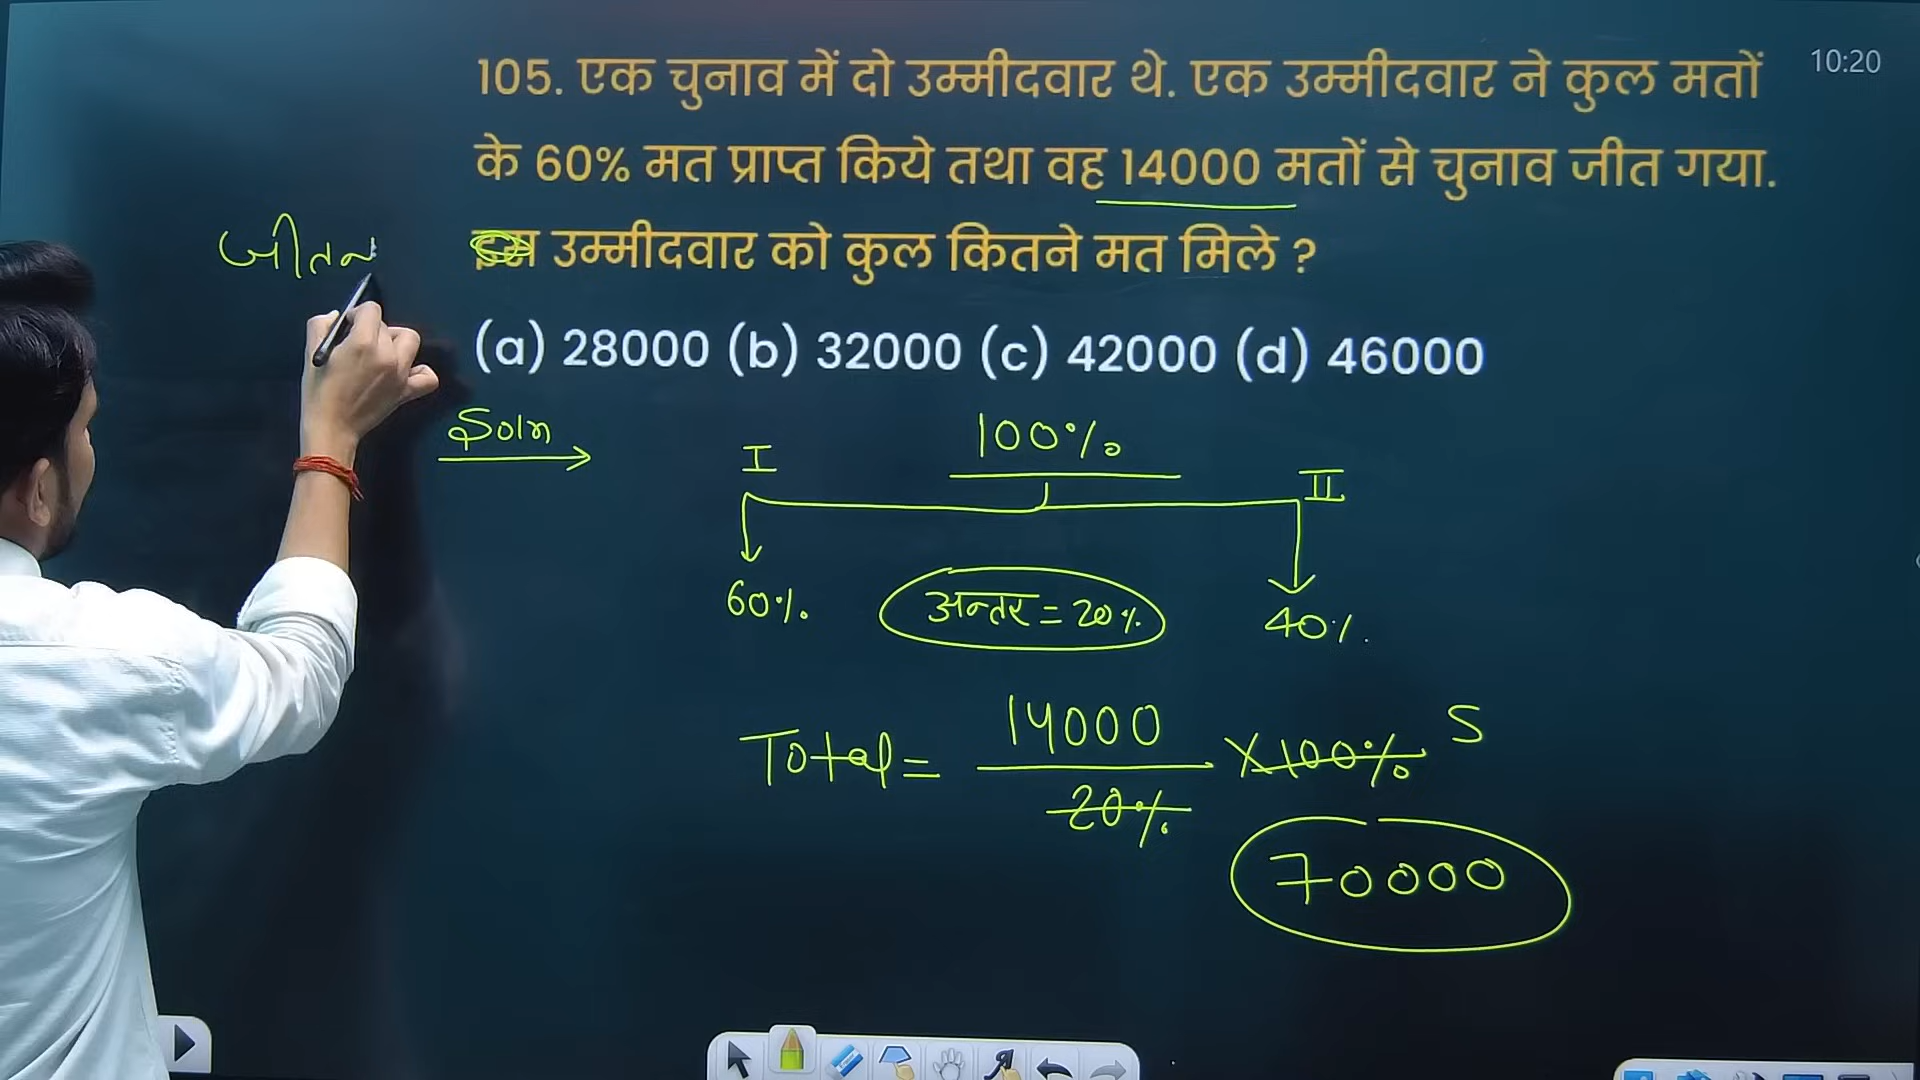 105. एक चुनाव में दो उम्मीदवार थे. एक उम्मीदवार ने कुल मतों
के 60% मत प्राप्त किये तथा वह 14000 मतों से चुनाव जीत गया.
इस उम्मीदवार को कुल कितने मत मिले ?
(a) 28000 (b) 32000 (c) 42000 (d) 46000
10:20
जीतन
Soln
100%
I
II
60%
अन्तर = 20%
40%.
Total = 14000 / 20% X 100% 5
70000